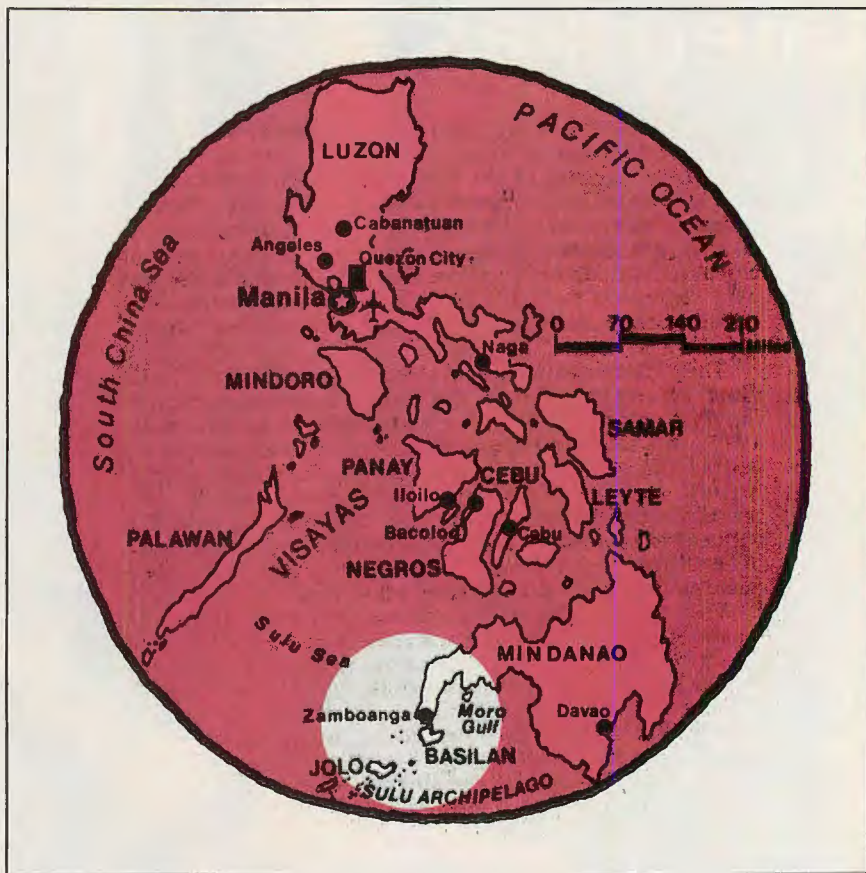 PACIFIC OCEAN
LUZON
South China Sea
Cabanatuan
Angeles
Quezon City
Manila
0 70 140 210
Miles
Naga
MINDORO
SAMAR
PANAY
CEBU
Iloilo
LEYTE
Bacolod
Cebu
PALAWAN
VISAYAS
NEGROS
Sulu Sea
MINDANAO
Zamboanga
Moro
Gulf
Davao
BASILAN
JOLO
SULU ARCHIPELAGO